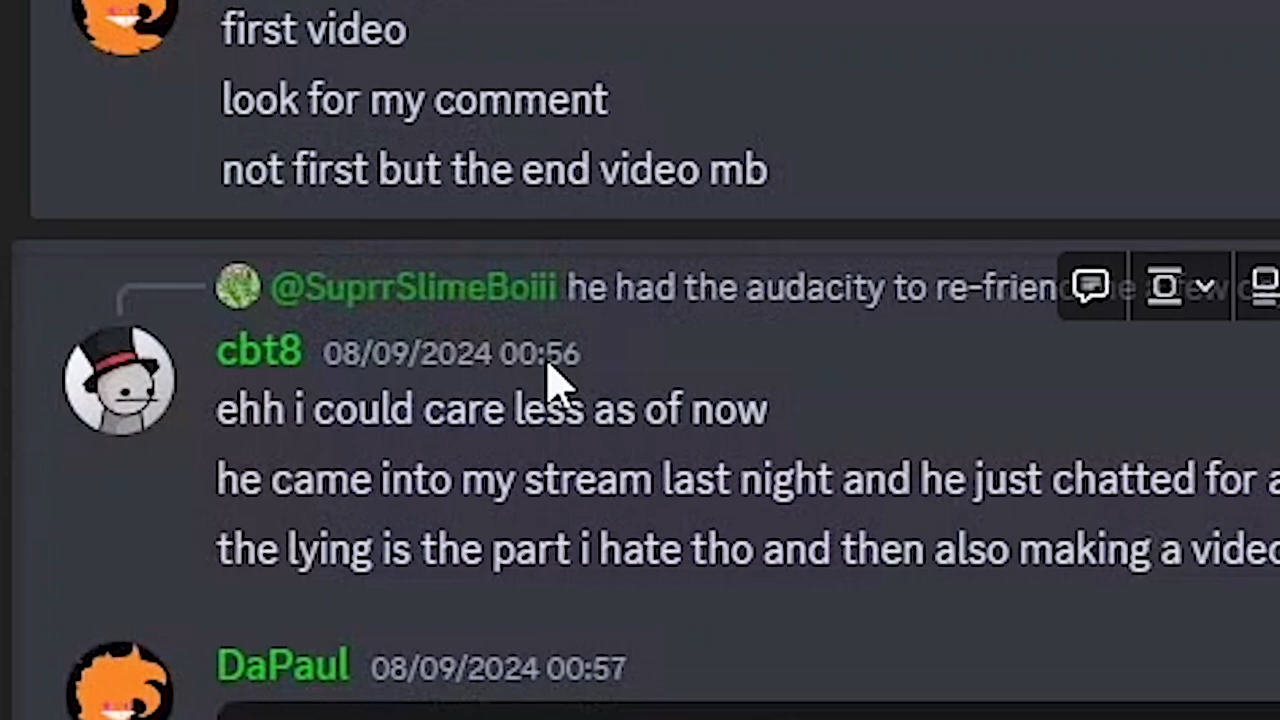 first video
look for my comment
not first but the end video mb
@SuprrSlimeBoiii he had the audacity to re-frien
cbt8 08/09/2024 00:56
ehh i could care less as of now
he came into my stream last night and he just chatted for a
the lying is the part i hate tho and then also making a video
DaPaul 08/09/2024 00:57